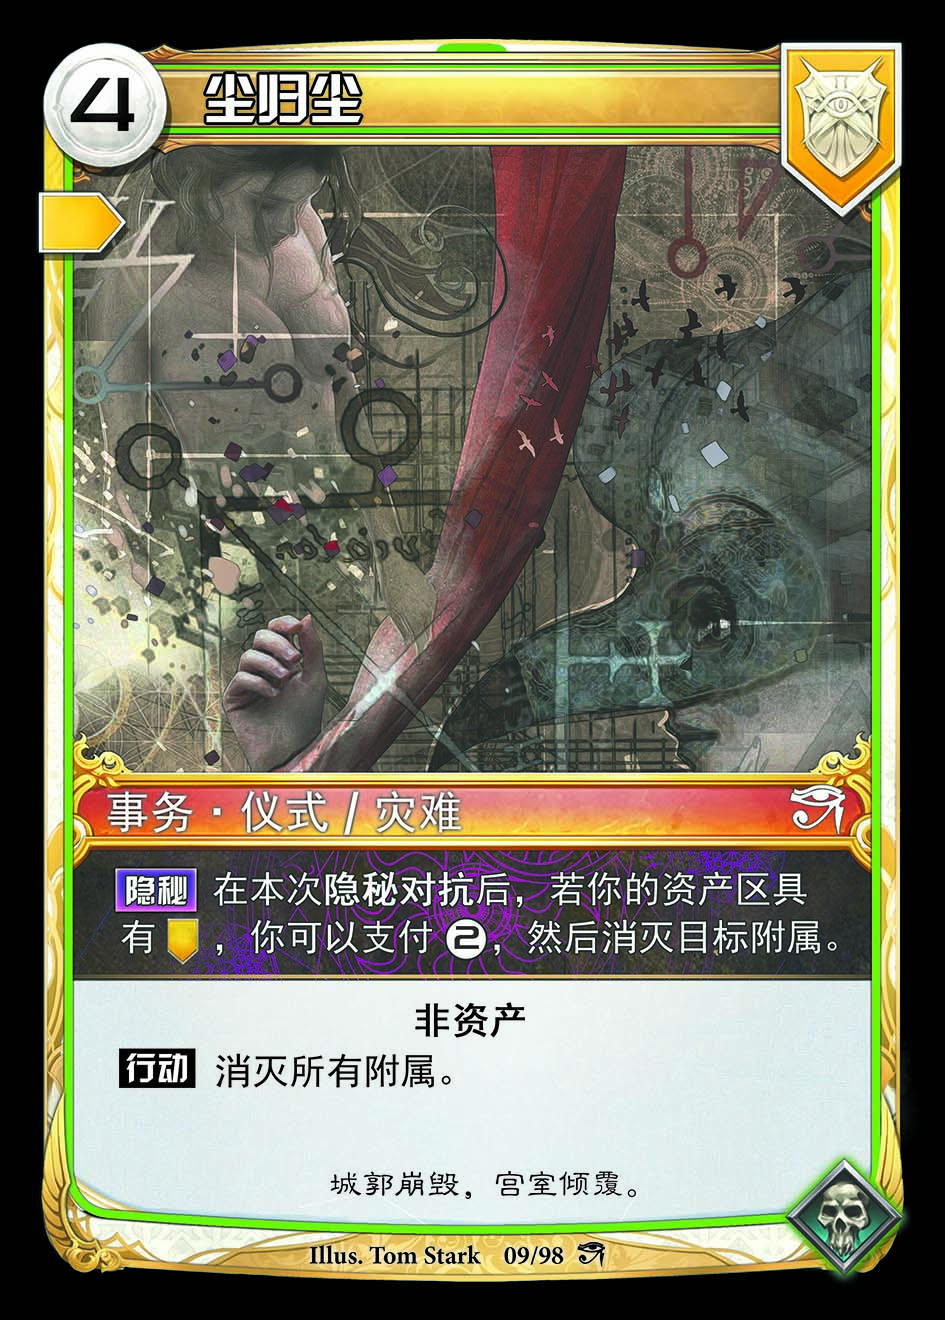 4
尘归尘
事务·仪式/灾难
隐秘 在本次隐秘对抗后，若你的资产区具
有，你可以支付2，然后消灭目标附属。
非资产
行动 消灭所有附属。
城郭崩毁，宫室倾覆。
Illus. Tom Stark 09/98